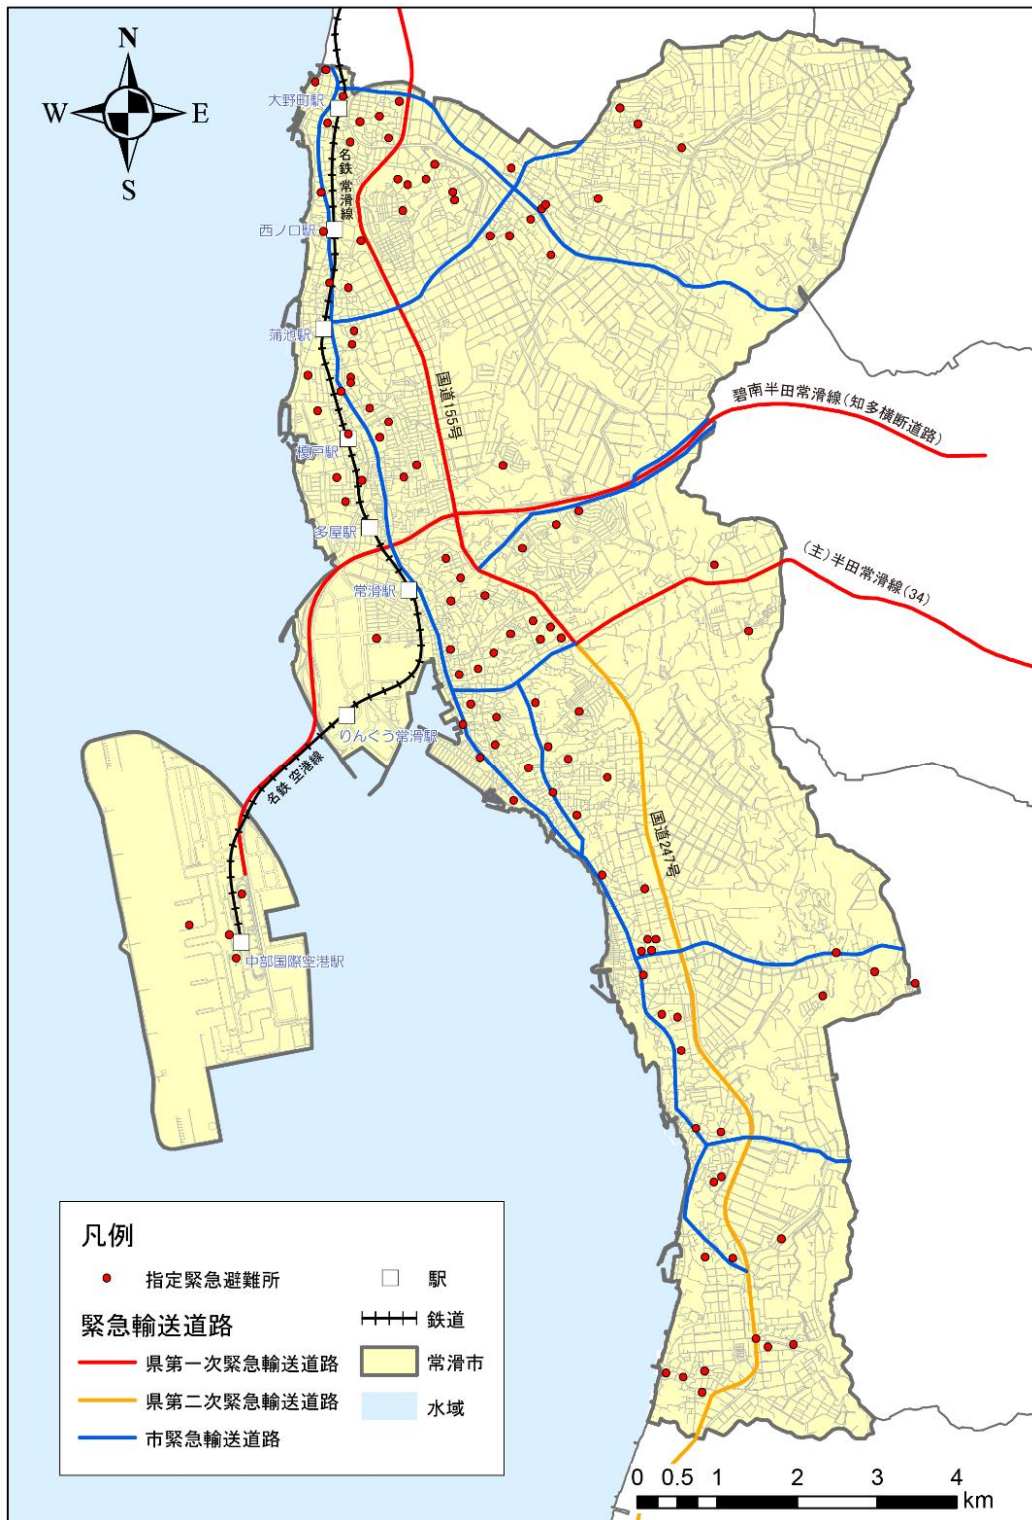 N
W
E
S
大野町駅
名鉄 常滑線
西ノ口駅
蒲池駅
国道155号
碧南半田常滑線(知多横断道路)
榎戸駅
多屋駅
(主)半田常滑線(34)
常滑駅
りんくう常滑駅
名鉄 空港線
国道247号
中部国際空港駅
凡例
指定緊急避難所
駅
緊急輸送道路
鉄道
県第一次緊急輸送道路
常滑市
県第二次緊急輸送道路
水域
市緊急輸送道路
0 0.5 1 2 3 4
km